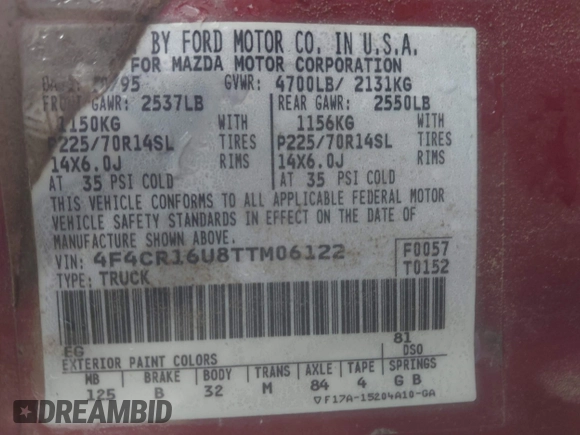 BY FORD MOTOR CO. IN U.S.A.
FOR MAZDA MOTOR CORPORATION
/95 GVWR: 4700LB/ 2131KG
FRONT GAWR: 2537LB REAR GAWR: 2550LB
1150KG WITH 1156KG WITH
P225/70R14SL TIRES P225/70R14SL TIRES
14X6.0J RIMS 14X6.0J RIMS
AT 35 PSI COLD AT 35 PSI COLD
THIS VEHICLE CONFORMS TO ALL APPLICABLE FEDERAL MOTOR
VEHICLE SAFETY STANDARDS IN EFFECT ON THE DATE OF
MANUFACTURE SHOWN ABOVE.
VIN: 4F4CR16U8TTM06122 F0057
TYPE: TRUCK T0152
EG 81
EXTERIOR PAINT COLORS DSO
WB BRAKE BODY TRANS AXLE TAPE SPRINGS
125 B 32 M 84 4 G B
▽F17A-15204A10-GA
DREAMBID